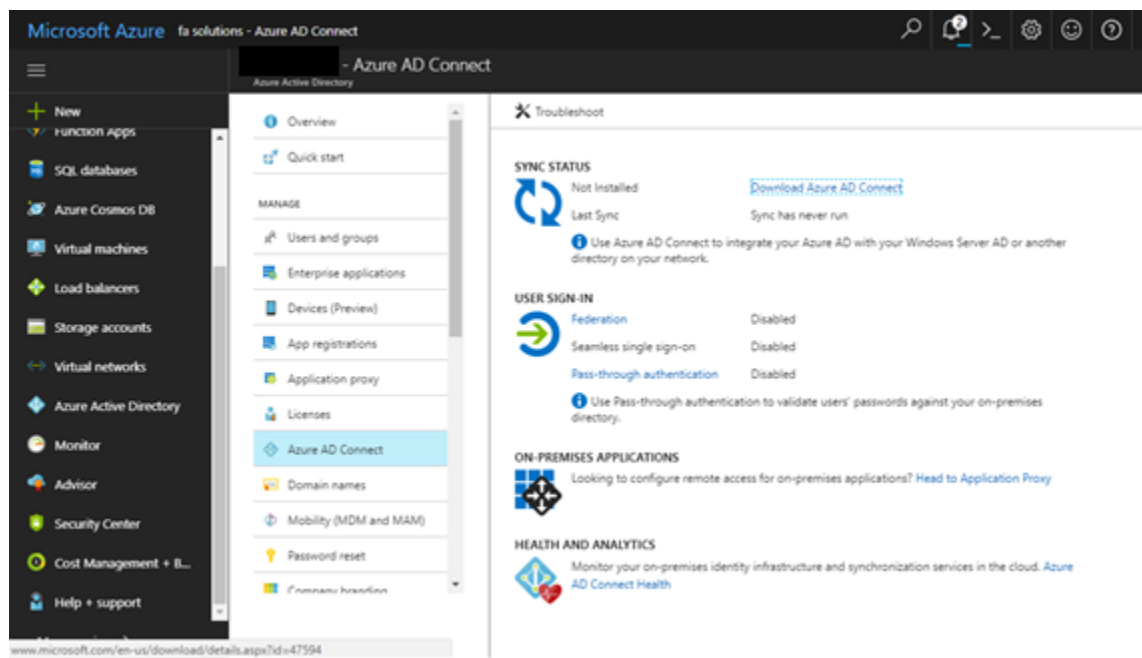 Microsoft Azure fa solutions - Azure AD Connect
2
- Azure AD Connect
Azure Active Directory
New
Function Apps
SQL databases
Azure Cosmos DB
Virtual machines
Load balancers
Storage accounts
Virtual networks
Azure Active Directory
Monitor
Advisor
Security Center
Cost Management + B...
Help + support
Overview
Quick start
MANAGE
Users and groups
Enterprise applications
Devices (Preview)
App registrations
Application proxy
Licenses
Azure AD Connect
Domain names
Mobility (MDM and MAM)
Password reset
Company branding
Troubleshoot
SYNC STATUS
Not Installed Download Azure AD Connect
Last Sync Sync has never run
Use Azure AD Connect to integrate your Azure AD with your Windows Server AD or another
directory on your network.
USER SIGN-IN
Federation Disabled
Seamless single sign-on Disabled
Pass-through authentication Disabled
Use Pass-through authentication to validate users' passwords against your on-premises
directory.
ON-PREMISES APPLICATIONS
Looking to configure remote access for on-premises applications? Head to Application Proxy
HEALTH AND ANALYTICS
Monitor your on-premises identity infrastructure and synchronization services in the cloud. Azure
AD Connect Health
www.microsoft.com/en-us/download/details.aspx?id=47594